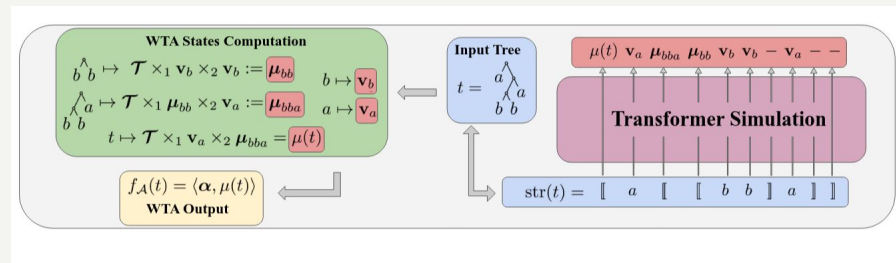 WTA States Computation
b b ↦ 𝓣 ×₁ v_b ×₂ v_b := μ_bb
b ↦ v_b
a b b ↦ 𝓣 ×₁ μ_bb ×₂ v_a := μ_bba
a ↦ v_a
t ↦ 𝓣 ×₁ v_a ×₂ μ_bba = μ(t)
f_𝒜(t) = ⟨α, μ(t)⟩
WTA Output
Input Tree
t = a a b b
μ(t) v_a μ_bba μ_bb v_b v_b − v_a − −
Transformer Simulation
str(t) = ⟦ a ⟦ ⟦ b b ⟧ a ⟧ ⟧